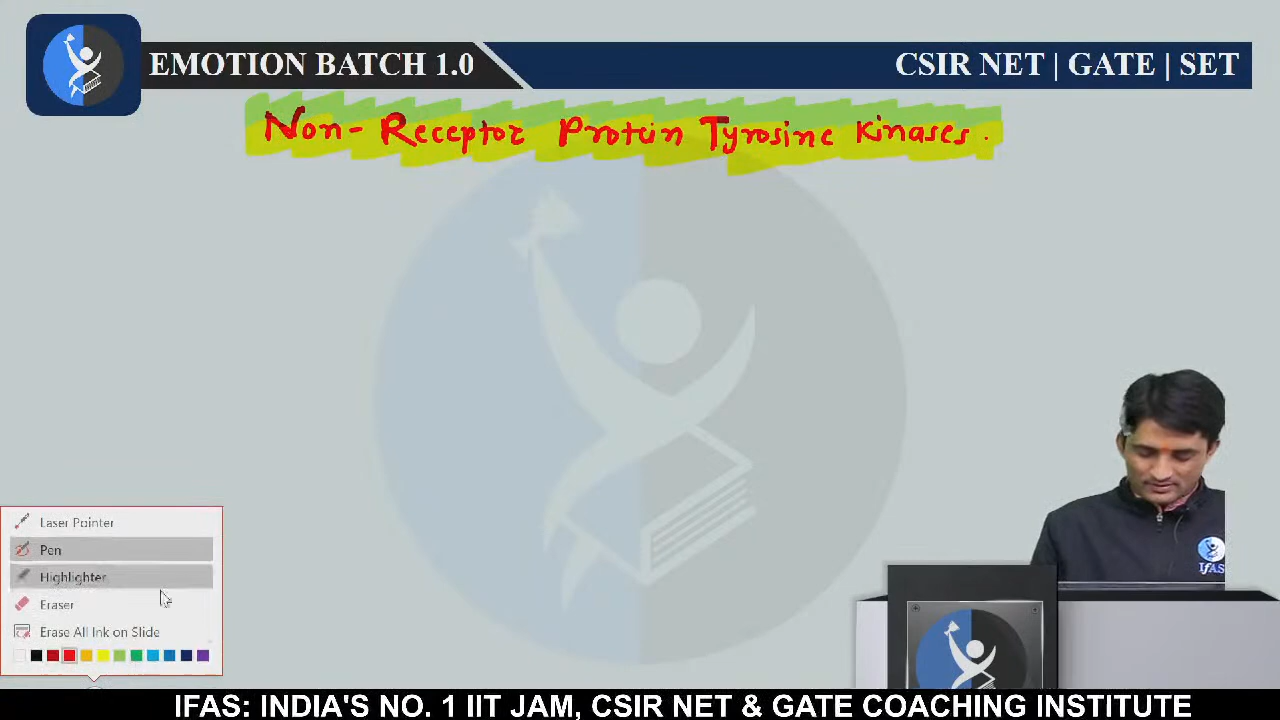 EMOTION BATCH 1.0
CSIR NET | GATE | SET
Non-Receptor Protein Tyrosine Kinases.
Laser Pointer
Pen
Highlighter
Eraser
Erase All Ink on Slide
IFAS
IFAS: INDIA'S NO. 1 IIT JAM, CSIR NET & GATE COACHING INSTITUTE